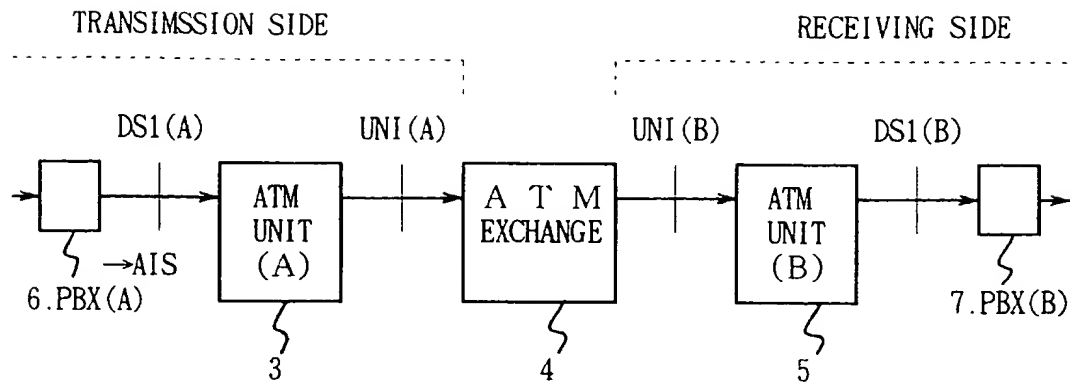 TRANSIMSSION SIDE
RECEIVING SIDE
DS1(A)
UNI(A)
UNI(B)
DS1(B)
ATM
UNIT
(A)
A T M
EXCHANGE
ATM
UNIT
(B)
→AIS
6.PBX(A)
7.PBX(B)
3
4
5